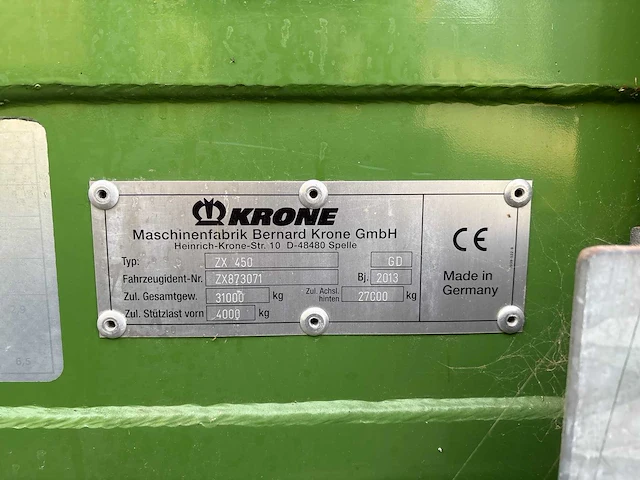 KRONE
Maschinenfabrik Bernard Krone GmbH
Heinrich-Krone-Str. 10 D-48480 Spelle
Typ: ZX 450 GD
Fahrzeugident-Nr. ZX873071 Bj. 2013
Zul. Gesamtgew. 31000 kg Zul. Achsl. hinten 27000 kg
Zul. Stützlast vorn 4000 kg
CE
Made in
Germany
6,5